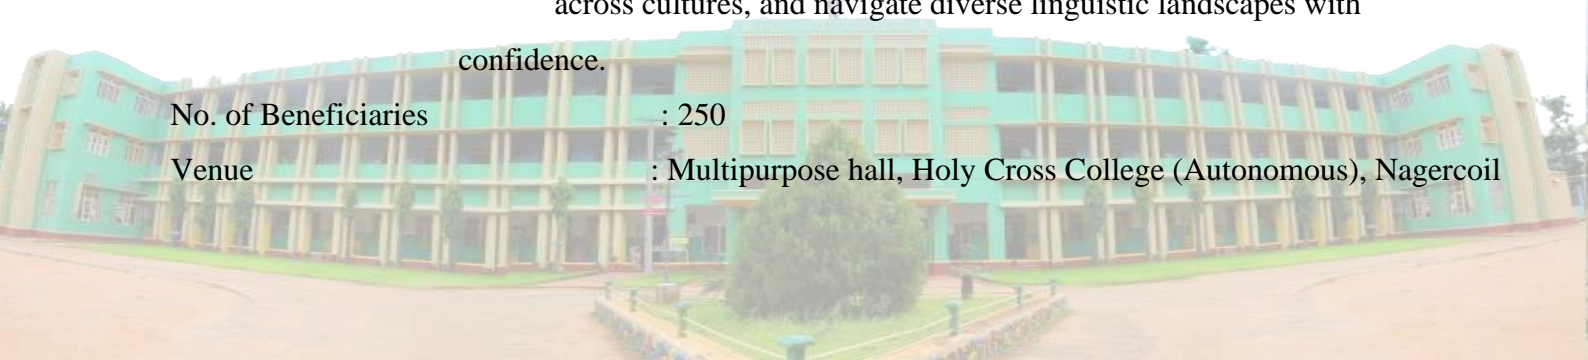 across cultures, and navigate diverse linguistic landscapes with
confidence.
No. of Beneficiaries : 250
Venue : Multipurpose hall, Holy Cross College (Autonomous), Nagercoil